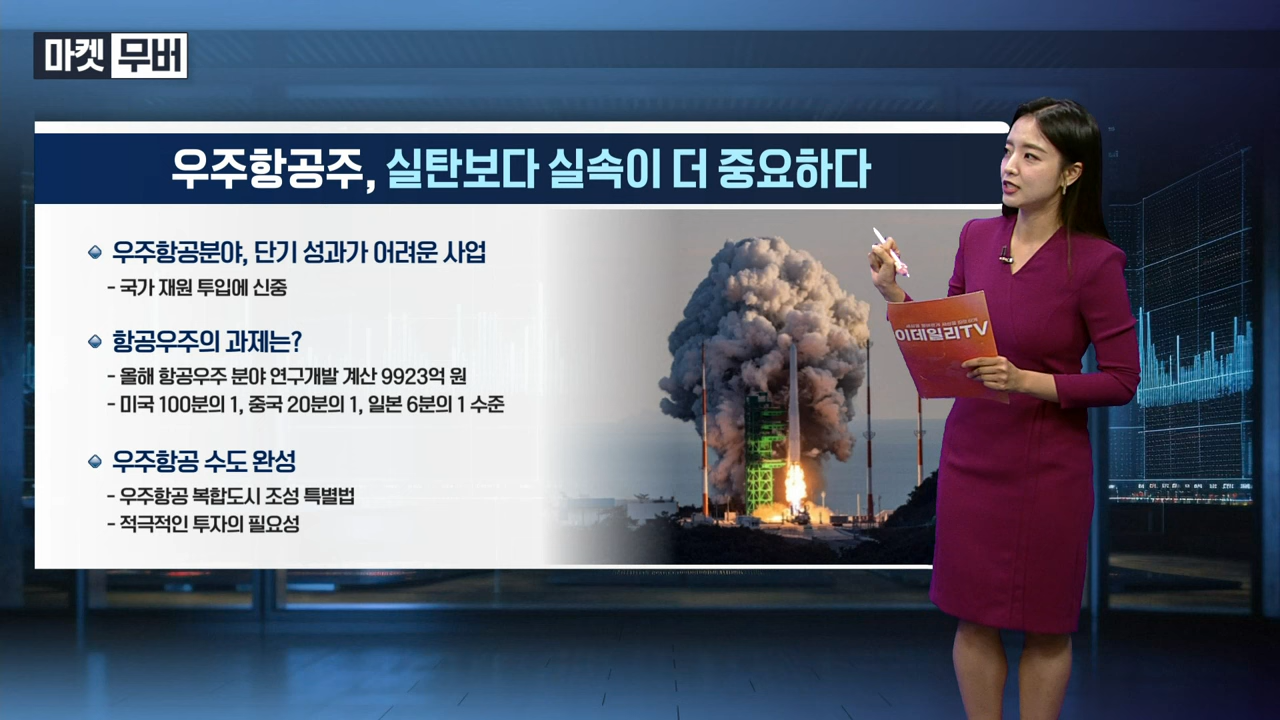 마켓무버
우주항공주, 실탄보다 실속이 더 중요하다
우주항공분야, 단기 성과가 어려운 사업
- 국가 재원 투입에 신중
항공우주의 과제는?
- 올해 항공우주 분야 연구개발 계산 9923억 원
- 미국 100분의 1, 중국 20분의 1, 일본 6분의 1 수준
우주항공 수도 완성
- 우주항공 복합도시 조성 특별법
- 적극적인 투자의 필요성
이데일리TV